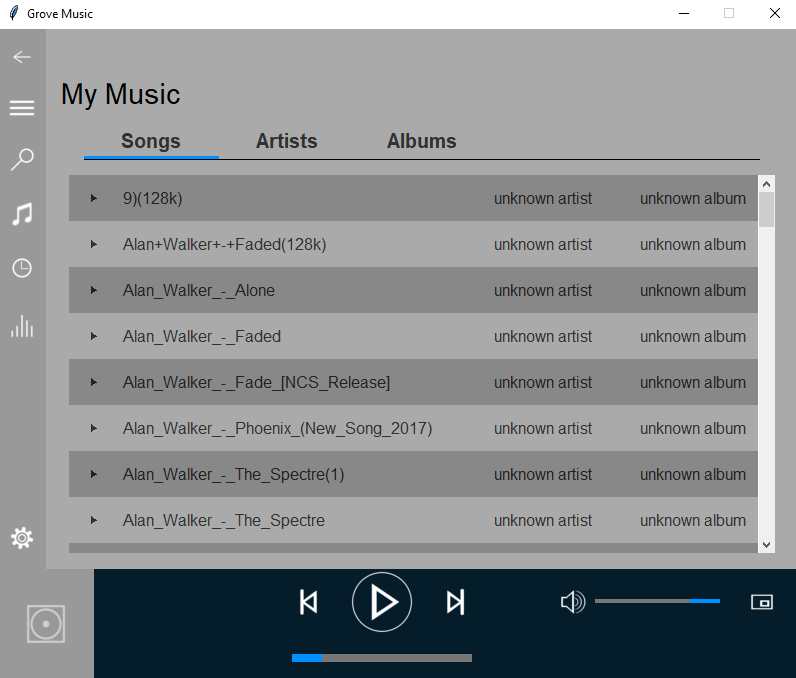 Grove Music
My Music
Songs Artists Albums
9)(128k) unknown artist unknown album
Alan+Walker+-+Faded(128k) unknown artist unknown album
Alan_Walker_-_Alone unknown artist unknown album
Alan_Walker_-_Faded unknown artist unknown album
Alan_Walker_-_Fade_[NCS_Release] unknown artist unknown album
Alan_Walker_-_Phoenix_(New_Song_2017) unknown artist unknown album
Alan_Walker_-_The_Spectre(1) unknown artist unknown album
Alan_Walker_-_The_Spectre unknown artist unknown album